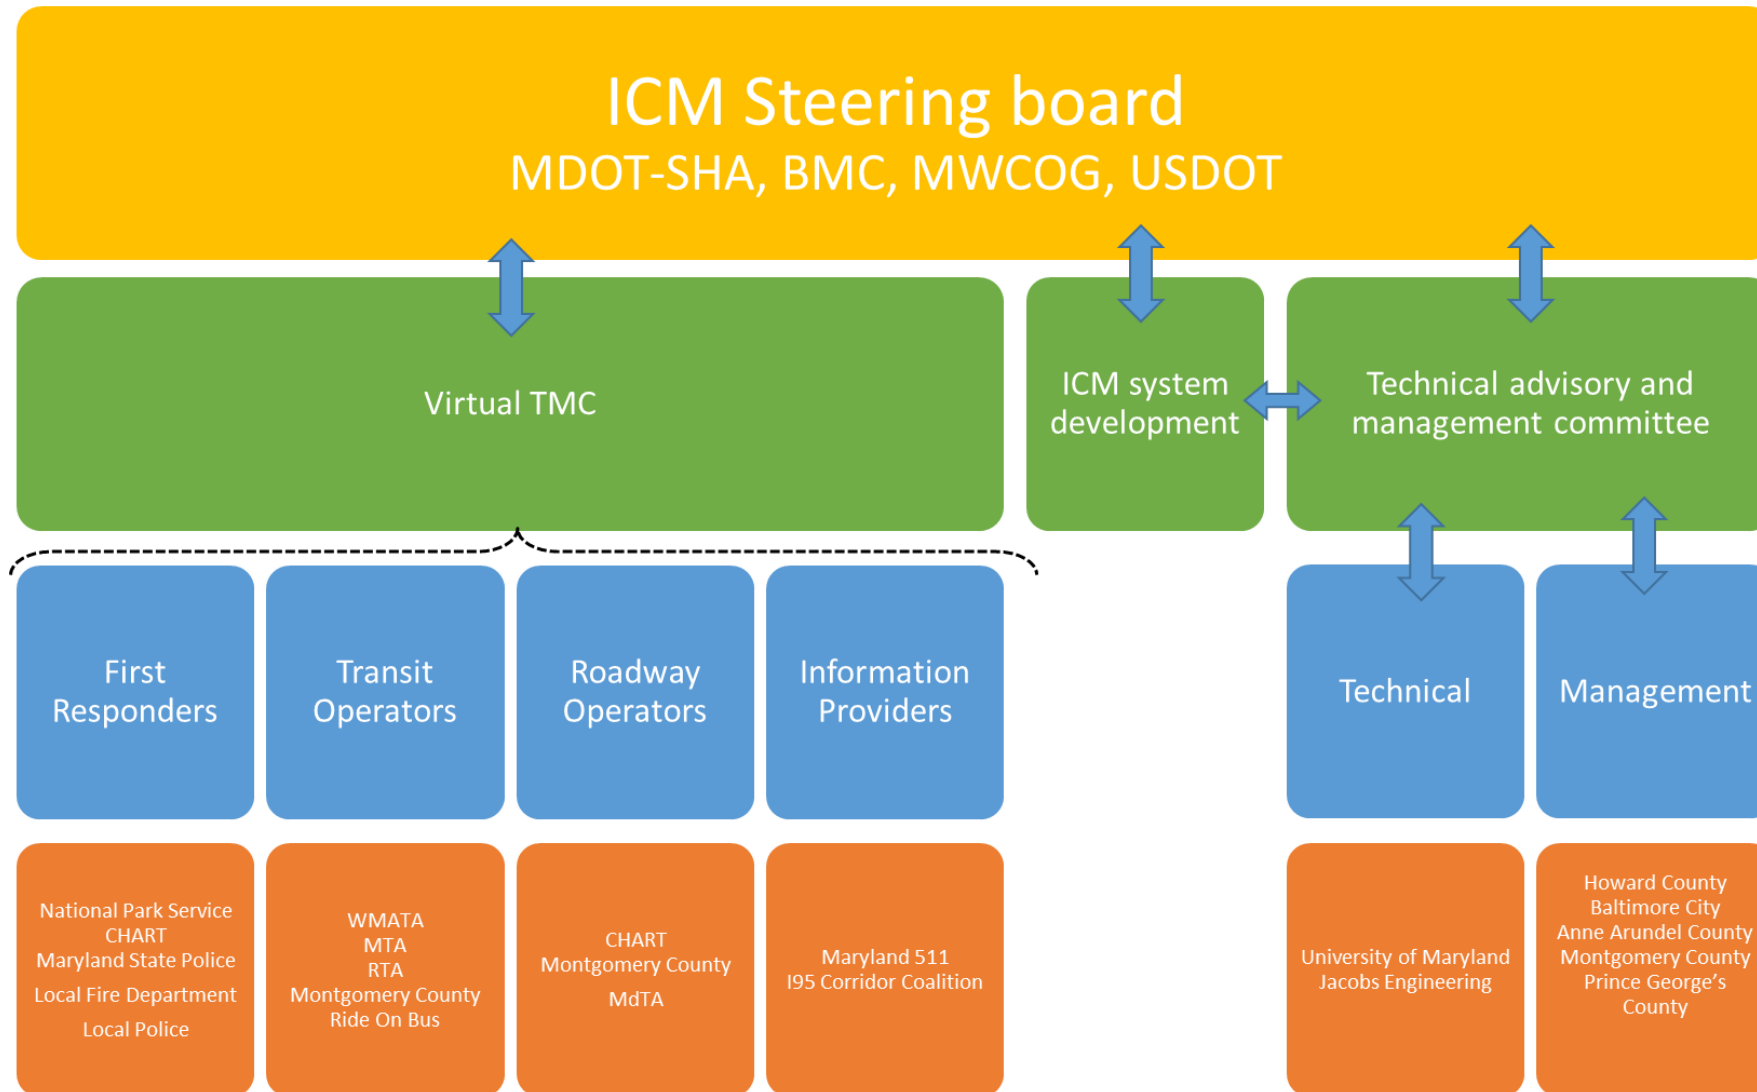 ICM Steering board
MDOT-SHA, BMC, MWCOG, USDOT
Virtual TMC
ICM system
development
Technical advisory and
management committee
First
Responders
Transit
Operators
Roadway
Operators
Information
Providers
Technical
Management
National Park Service
CHART
Maryland State Police
Local Fire Department
Local Police
WMATA
MTA
RTA
Montgomery County
Ride On Bus
CHART
Montgomery County
MdTA
Maryland 511
I95 Corridor Coalition
University of Maryland
Jacobs Engineering
Howard County
Baltimore City
Anne Arundel County
Montgomery County
Prince George's
County